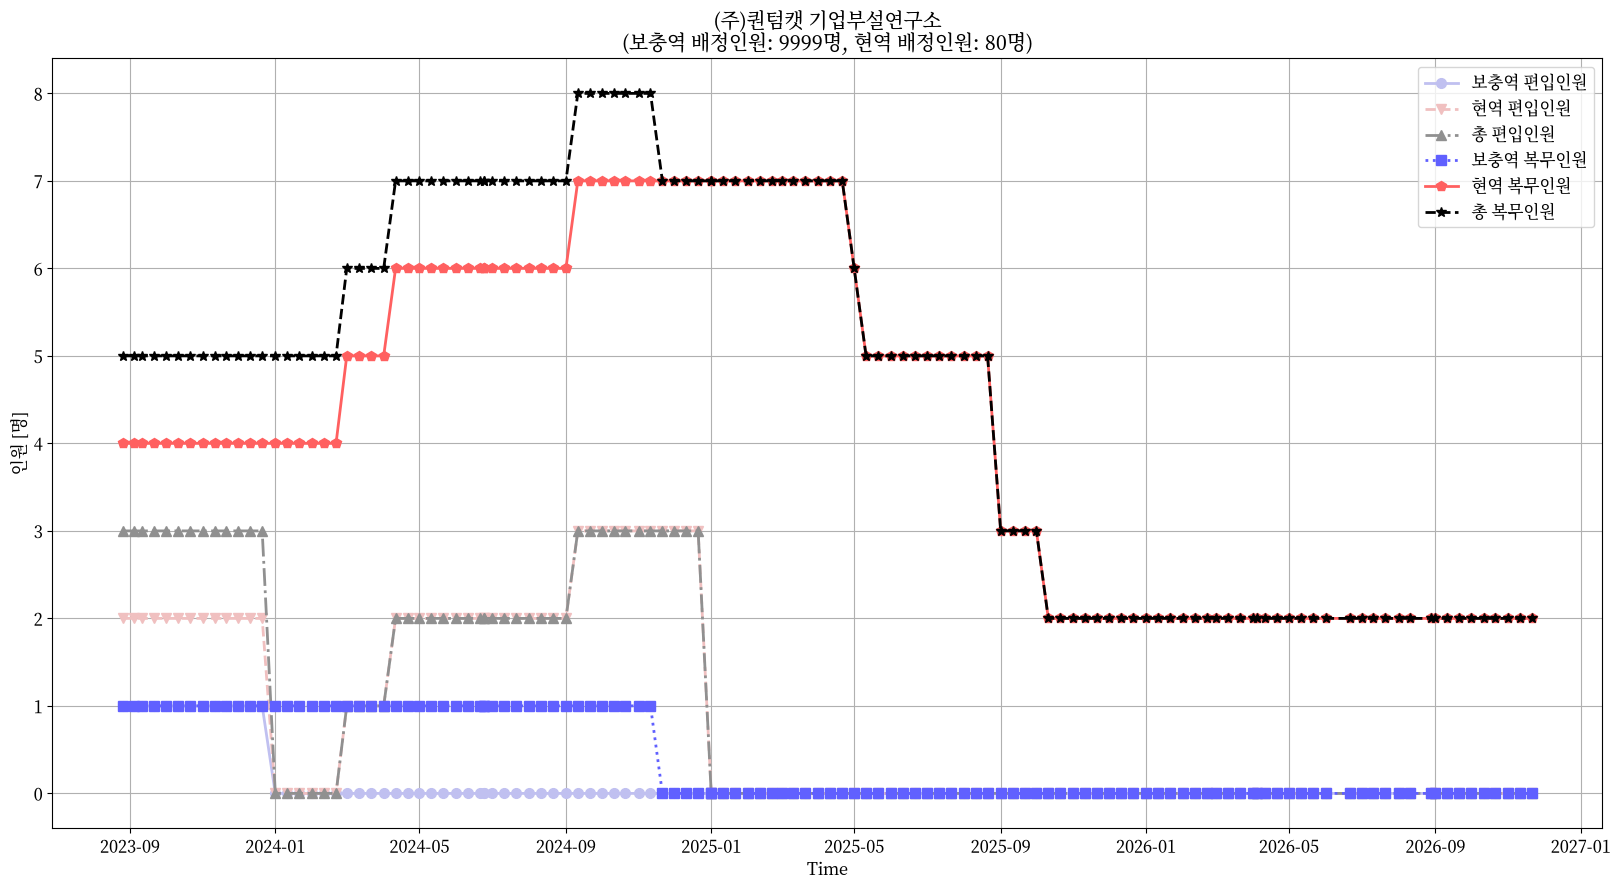 (주)퀀텀캣 기업부설연구소
(보충역 배정인원: 9999명, 현역 배정인원: 80명)
보충역 편입인원
현역 편입인원
총 편입인원
보충역 복무인원
현역 복무인원
총 복무인원
인원 [명]
8
7
6
5
4
3
2
1
0
2023-09 2024-01 2024-05 2024-09 2025-01 2025-05 2025-09 2026-01 2026-05 2026-09 2027-01
Time